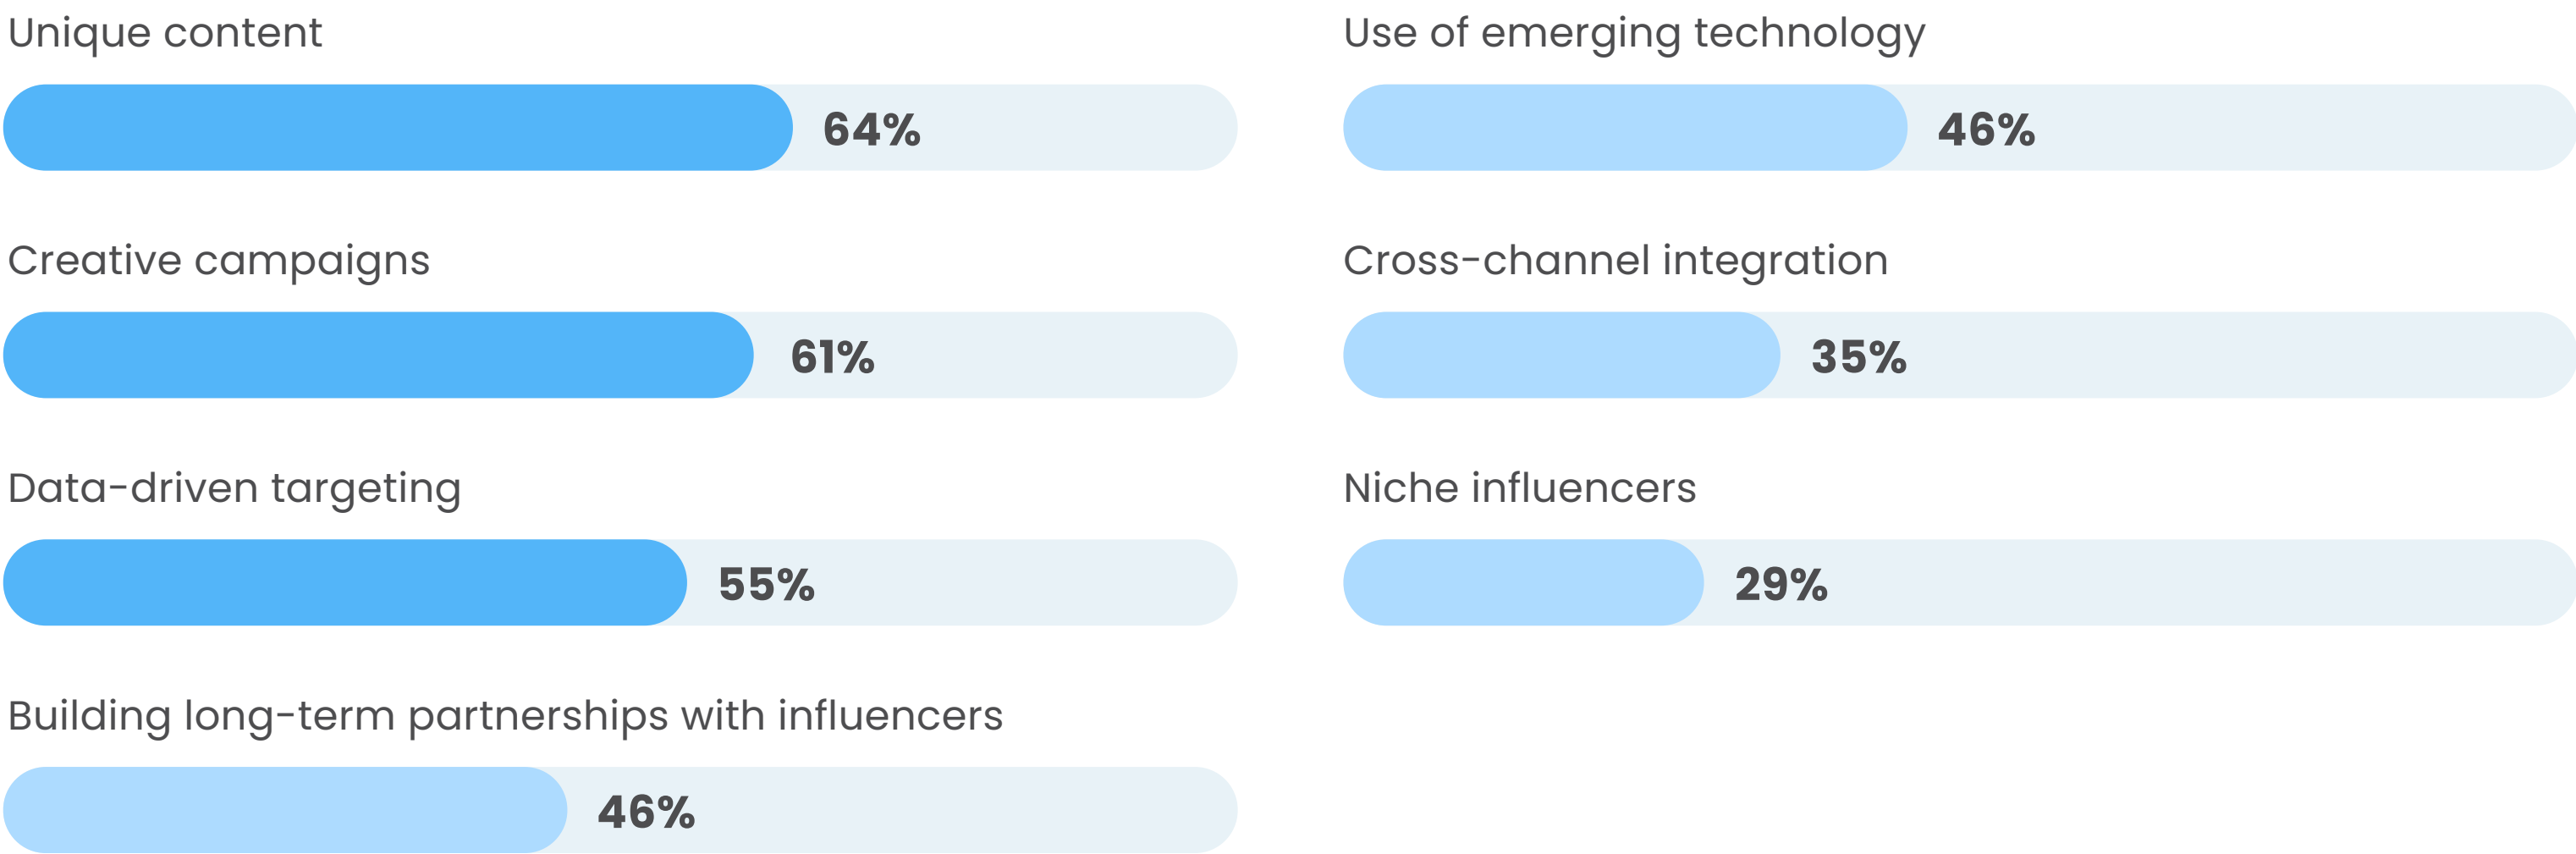 Unique content
64%
Creative campaigns
61%
Data-driven targeting
55%
Building long-term partnerships with influencers
46%
Use of emerging technology
46%
Cross-channel integration
35%
Niche influencers
29%